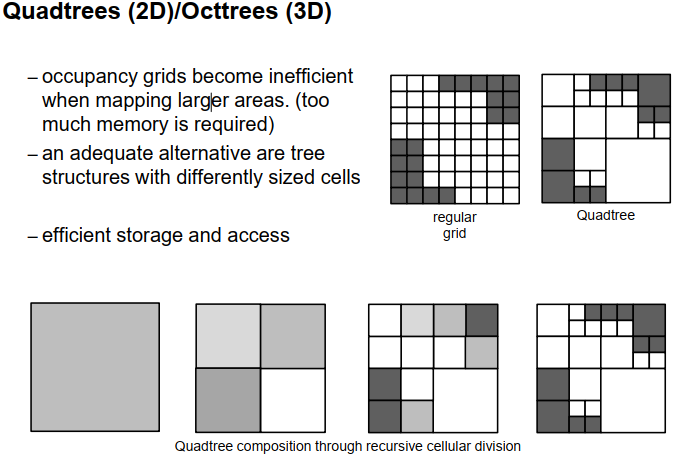 Quadtrees (2D)/Octtrees (3D)
– occupancy grids become inefficient
when mapping larger areas. (too
much memory is required)
– an adequate alternative are tree
structures with differently sized cells
– efficient storage and access
regular
grid
Quadtree
Quadtree composition through recursive cellular division